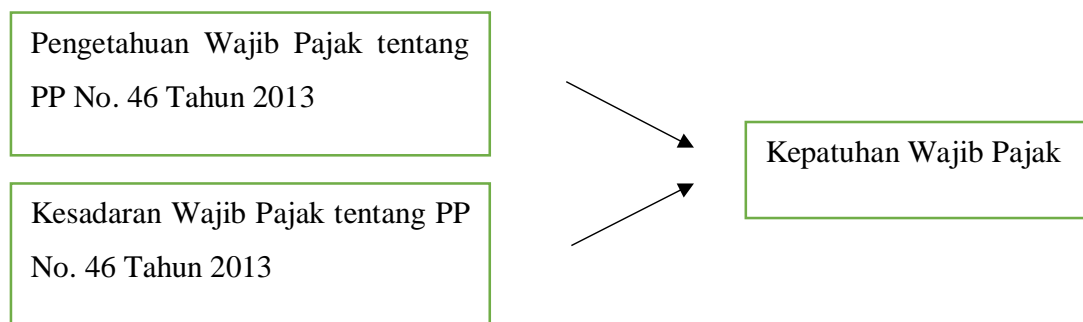 Pengetahuan Wajib Pajak tentang
PP No. 46 Tahun 2013
Kesadaran Wajib Pajak tentang PP
No. 46 Tahun 2013
Kepatuhan Wajib Pajak